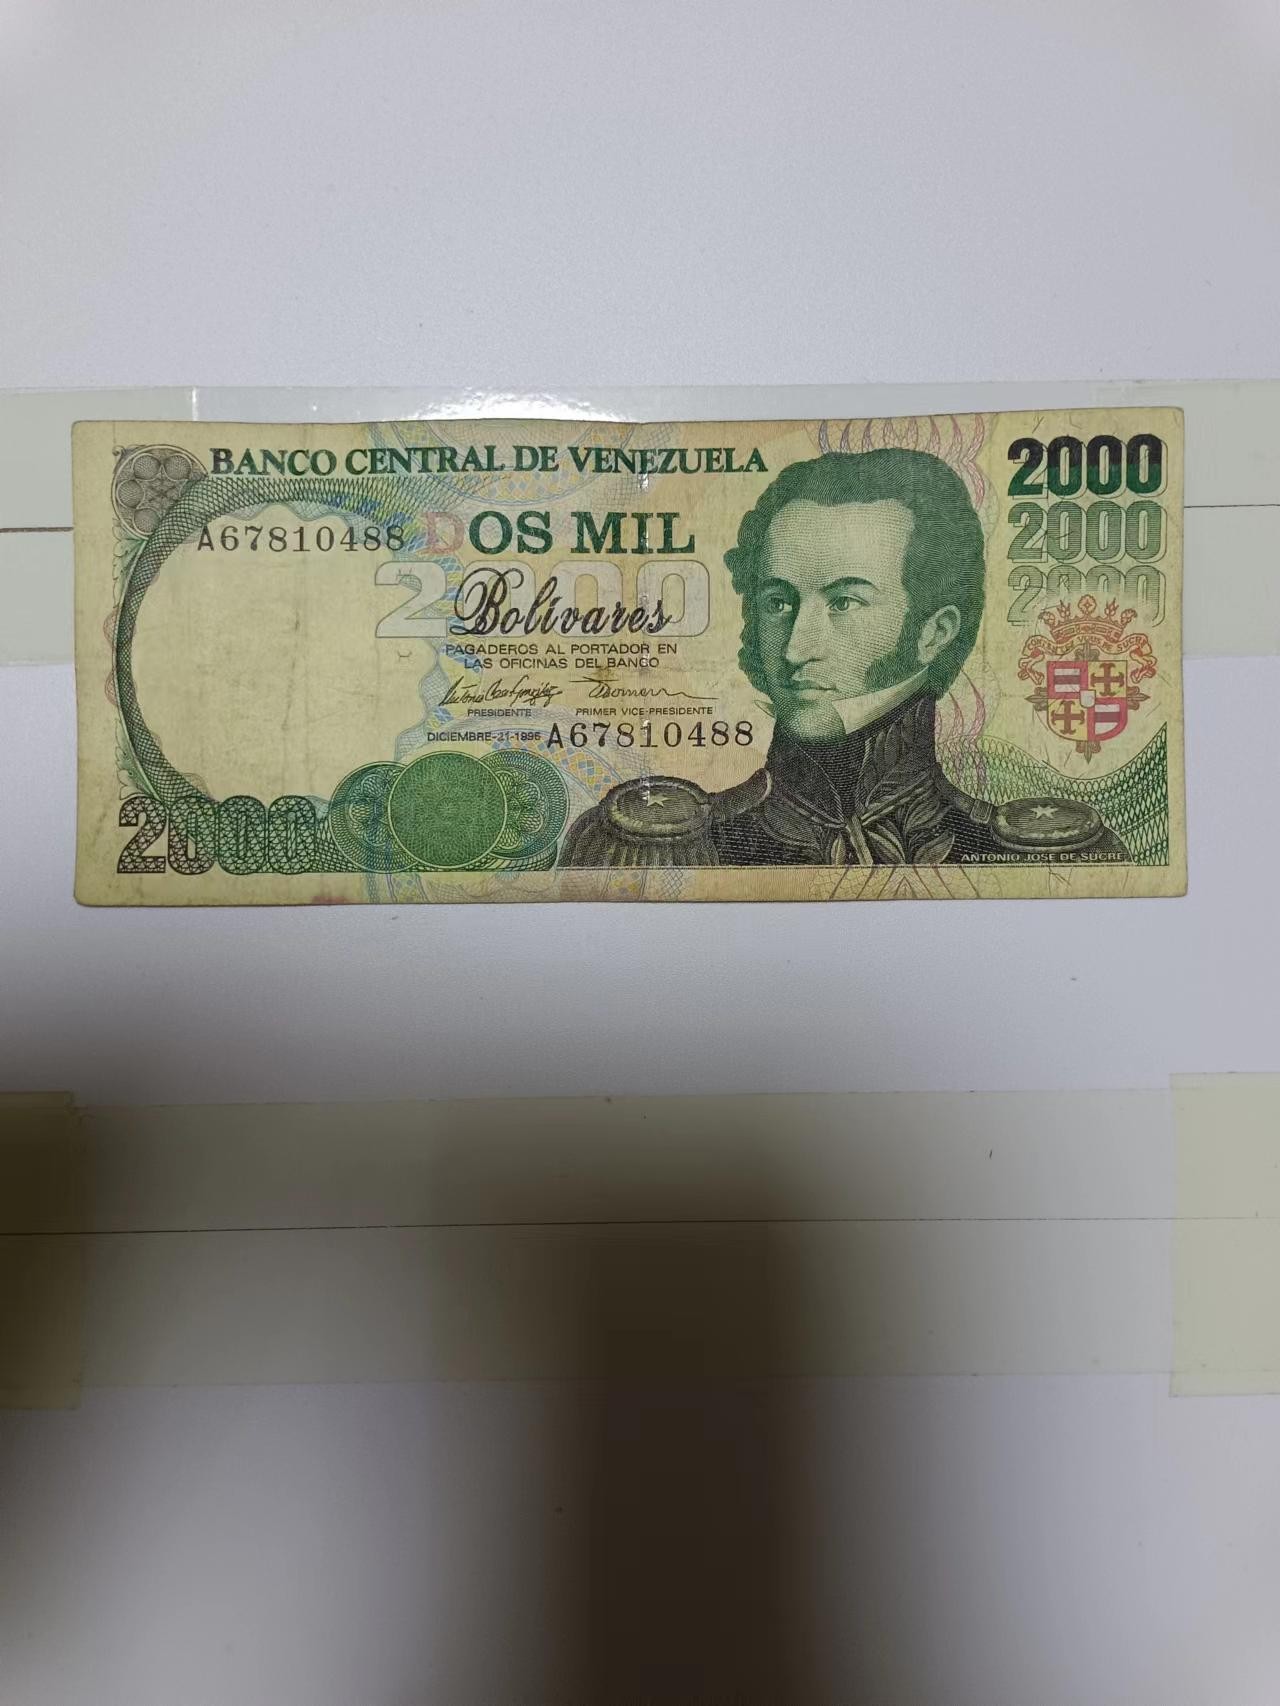 BANCO CENTRAL DE VENEZUELA
2000
2000
2000
A67810488
DOS MIL
2000
Bolívares
PAGADEROS AL PORTADOR EN
LAS OFICINAS DEL BANCO
PRESIDENTE
PRIMER VICE-PRESIDENTE
DICIEMBRE-21-1995
A67810488
2000
ANTONIO JOSE DE SUCRE